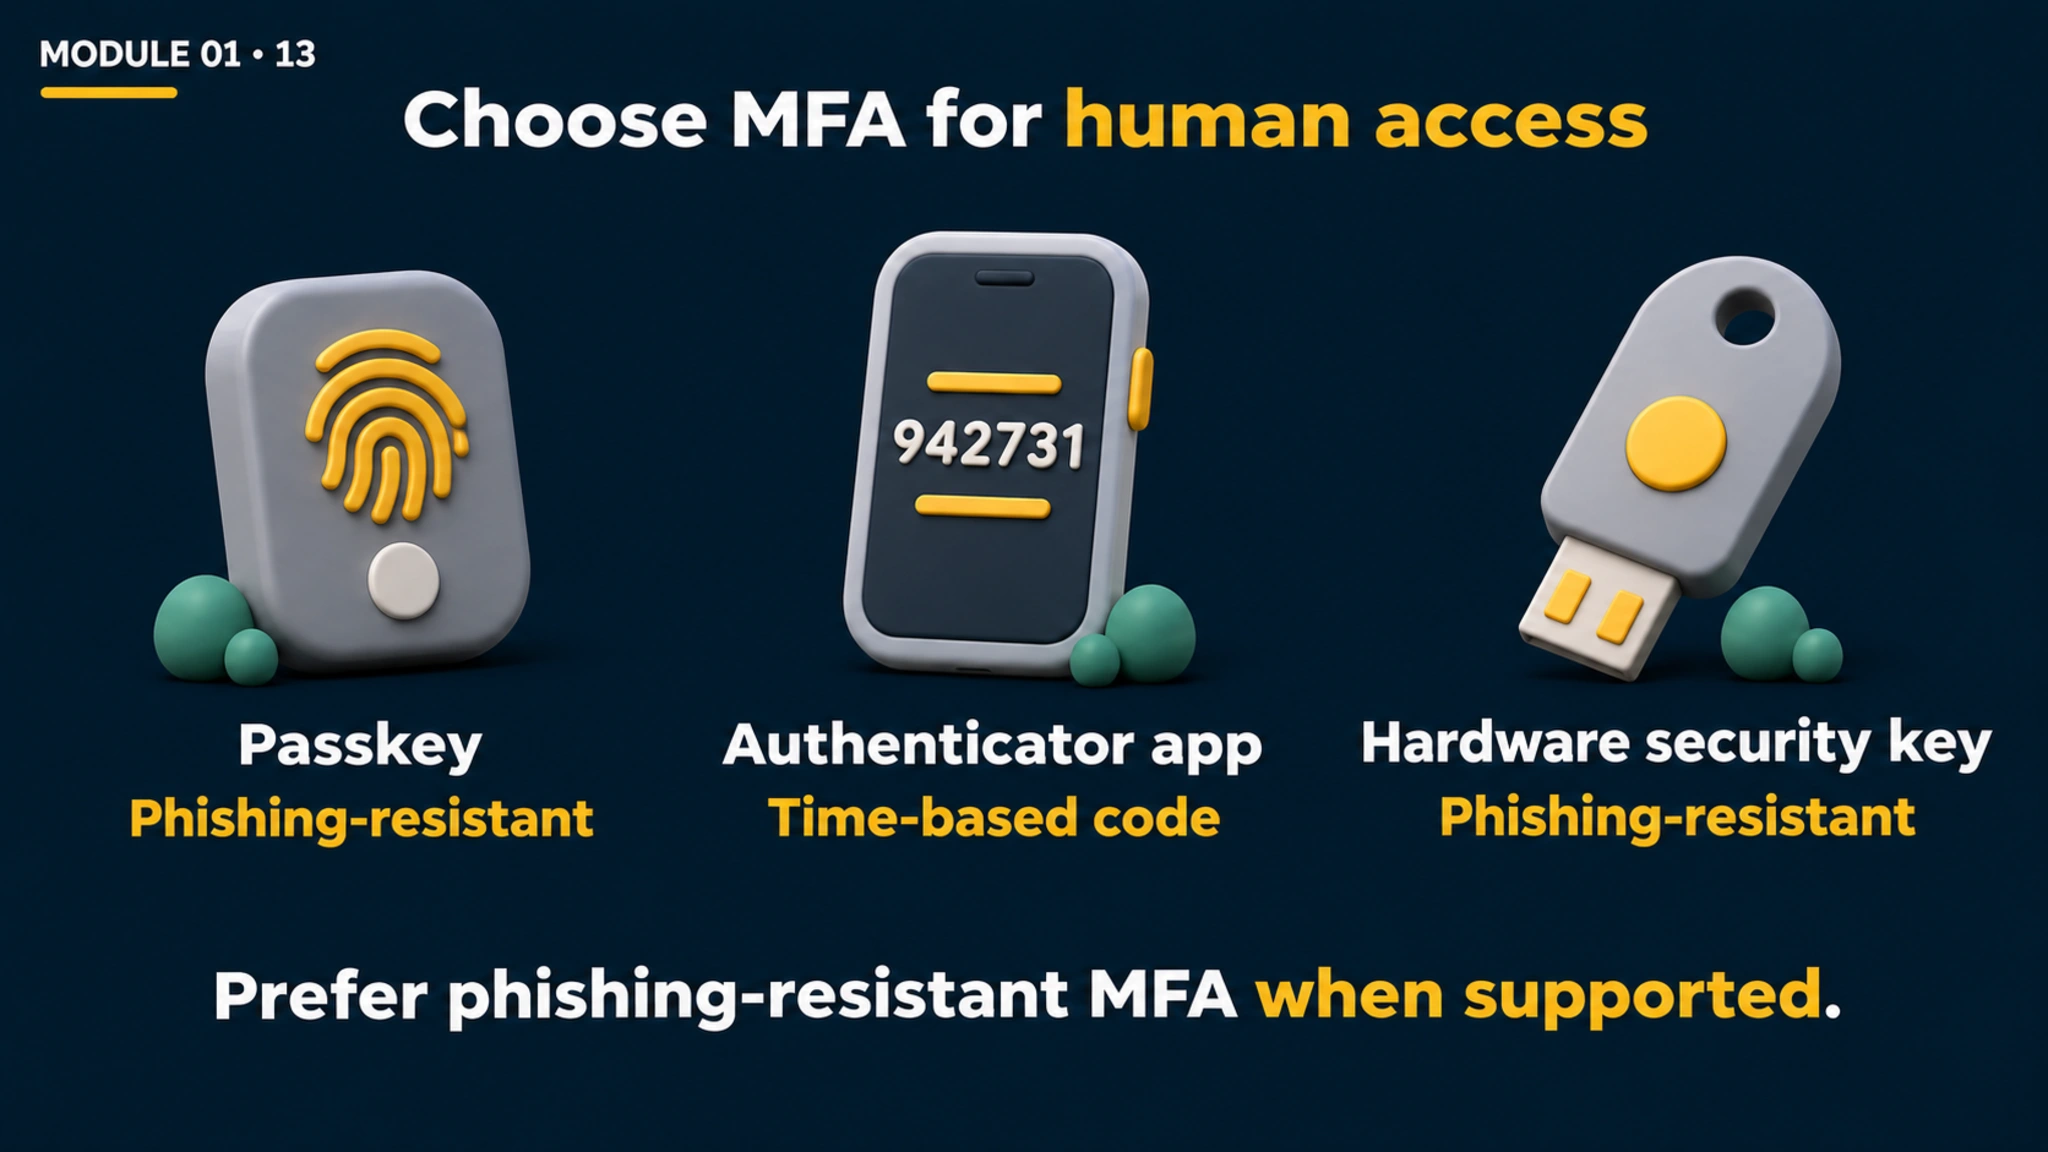 MODULE 01 • 13
Choose MFA for human access
942731
Passkey
Phishing-resistant
Authenticator app
Time-based code
Hardware security key
Phishing-resistant
Prefer phishing-resistant MFA when supported.